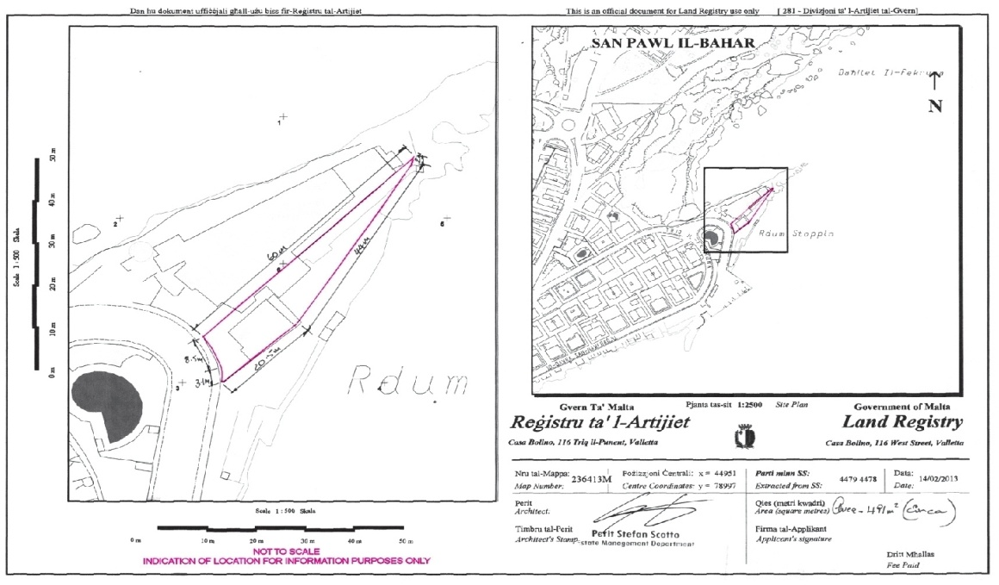 Dan hu dokument uffiċjali għall-użu biss fir-Reġistru tal-Artijiet
This is an official document for Land Registry use only [ 281 - Diviżjoni ta' l-Artijiet tal-Gvern]
1
2
3
5
60m
44m
8.5m
3.1M
20.5m
Rdum
50 m
40 m
30 m
20 m
10 m
0 m
Scale 1 : 500 Skala
Scale 1 : 500 Skala
0 m
10 m
20 m
30 m
40 m
50 m
NOT TO SCALE
INDICATION OF LOCATION FOR INFORMATION PURPOSES ONLY
SAN PAWL IL-BAHAR
N
Rdum
Gvern Ta' Malta
Pjanta tas-sit 1:2500 Site Plan
Government of Malta
Reġistru ta' l-Artijiet
Land Registry
Casa Bolino, 116 Triq il-Punent, Valletta
Casa Bolino, 116 West Street, Valletta
Nru tal-Mappa:
Map Number:
236413M
Pożizzjoni Ċentrali: x = 44951
Centre Coordinates: y = 78997
Parti minn SS:
Extracted from SS:
4479 4478
Data:
Date:
14/02/2013
Perit
Architect:
Qies (metri kwadri)
Area (square metres)
491m² (Circa)
Timbru tal-Perit
Architect's Stamp:
Perit Stefan Scotto
Estate Management Department
Firma tal-Applikant
Applicant's signature
Dritt Mħallas
Fee Paid